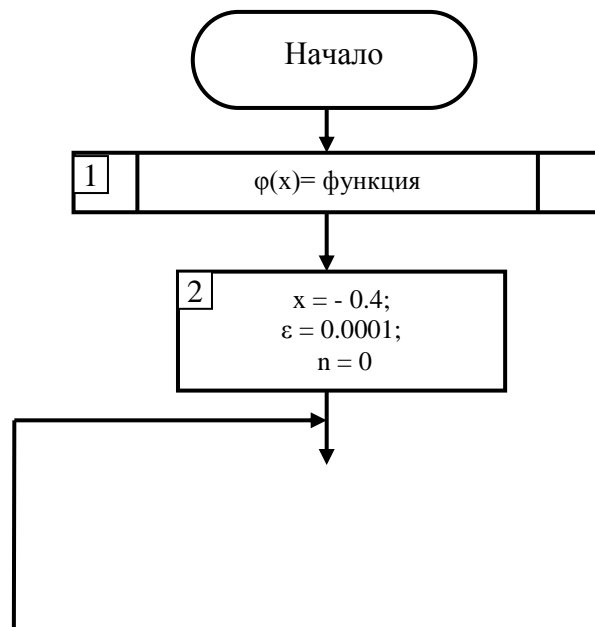 Начало
1
φ(x)= функция
2
x = - 0.4;
ε = 0.0001;
n = 0